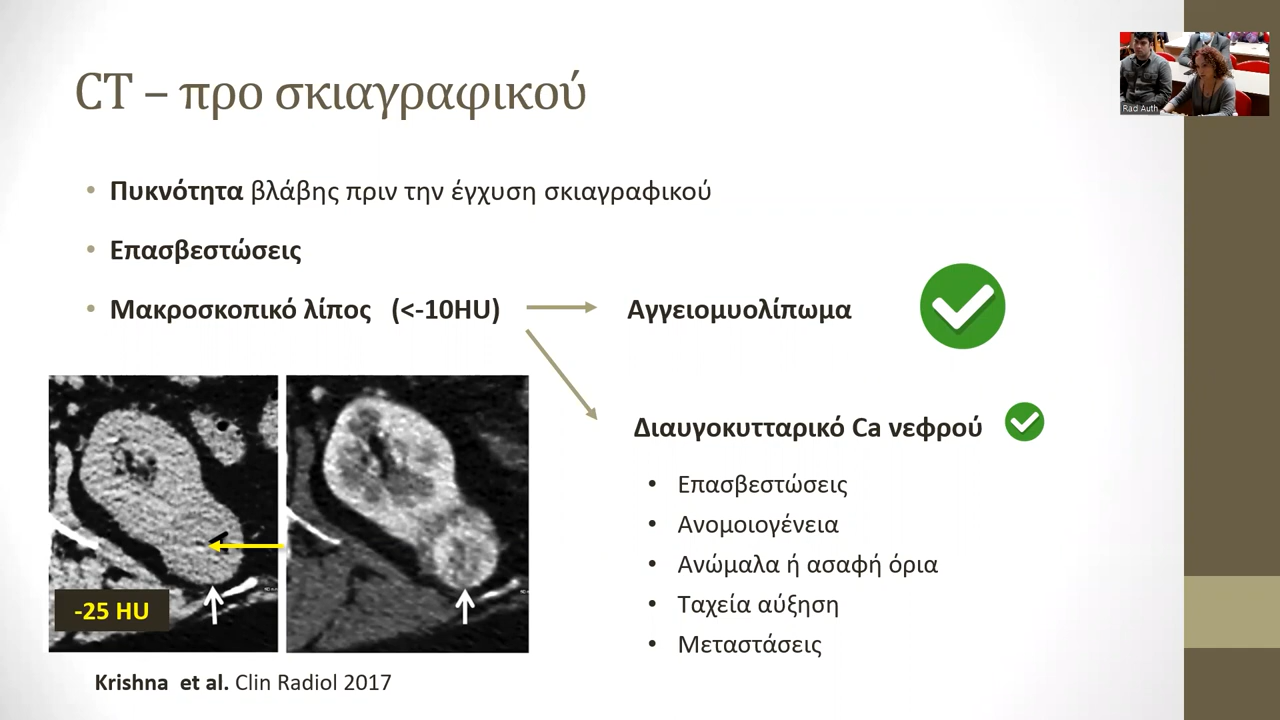 CT – προ σκιαγραφικού
Rad Auth
• Πυκνότητα βλάβης πριν την έγχυση σκιαγραφικού
• Επασβεστώσεις
• Μακροσκοπικό λίπος (<-10HU)
Αγγειομυολίπωμα
Διαυγοκυτταρικό Ca νεφρού
• Επασβεστώσεις
• Ανομοιογένεια
• Ανώμαλα ή ασαφή όρια
• Ταχεία αύξηση
• Μεταστάσεις
-25 HU
Krishna et al. Clin Radiol 2017